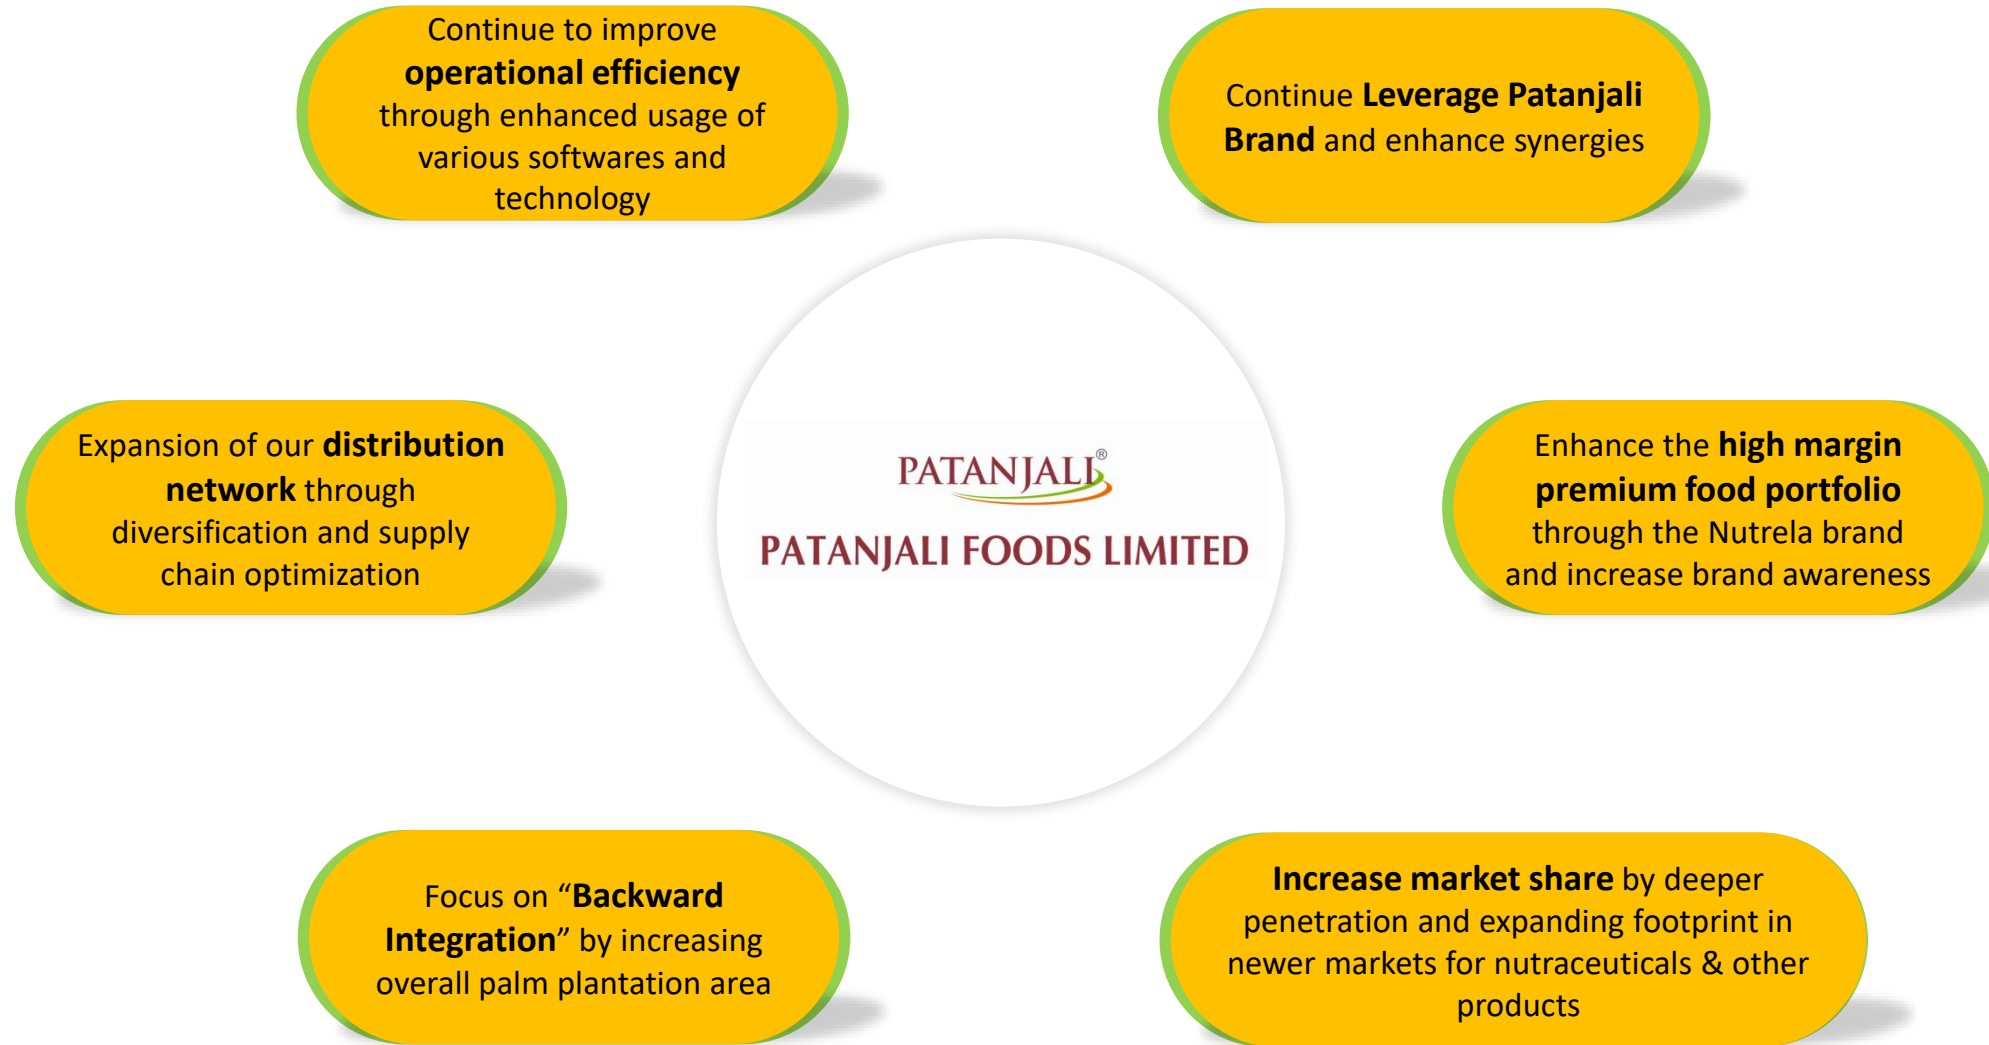 Continue to improve
operational efficiency
through enhanced usage of
various softwares and
technology
Continue Leverage Patanjali
Brand and enhance synergies
Expansion of our distribution
network through
diversification and supply
chain optimization
PATANJALI®
PATANJALI FOODS LIMITED
Enhance the high margin
premium food portfolio
through the Nutrela brand
and increase brand awareness
Focus on “Backward
Integration” by increasing
overall palm plantation area
Increase market share by deeper
penetration and expanding footprint in
newer markets for nutraceuticals & other
products